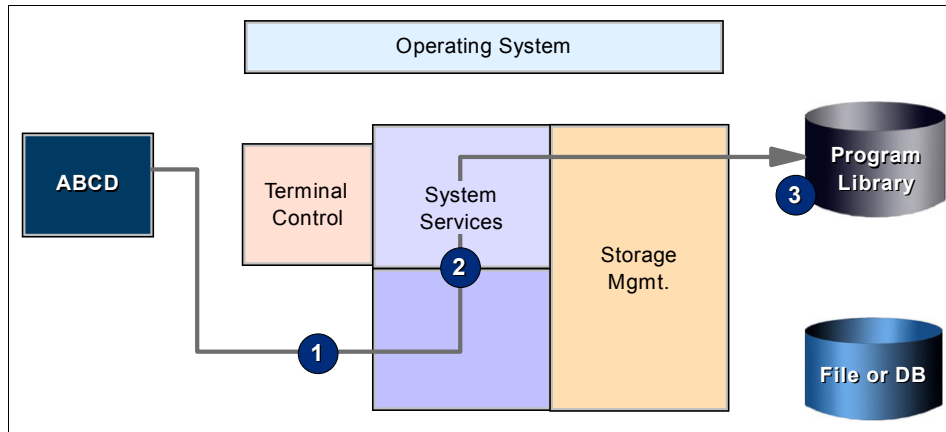 Operating System
ABCD
Terminal
Control
System
Services
Storage
Mgmt.
Program
Library
3
2
1
File or DB